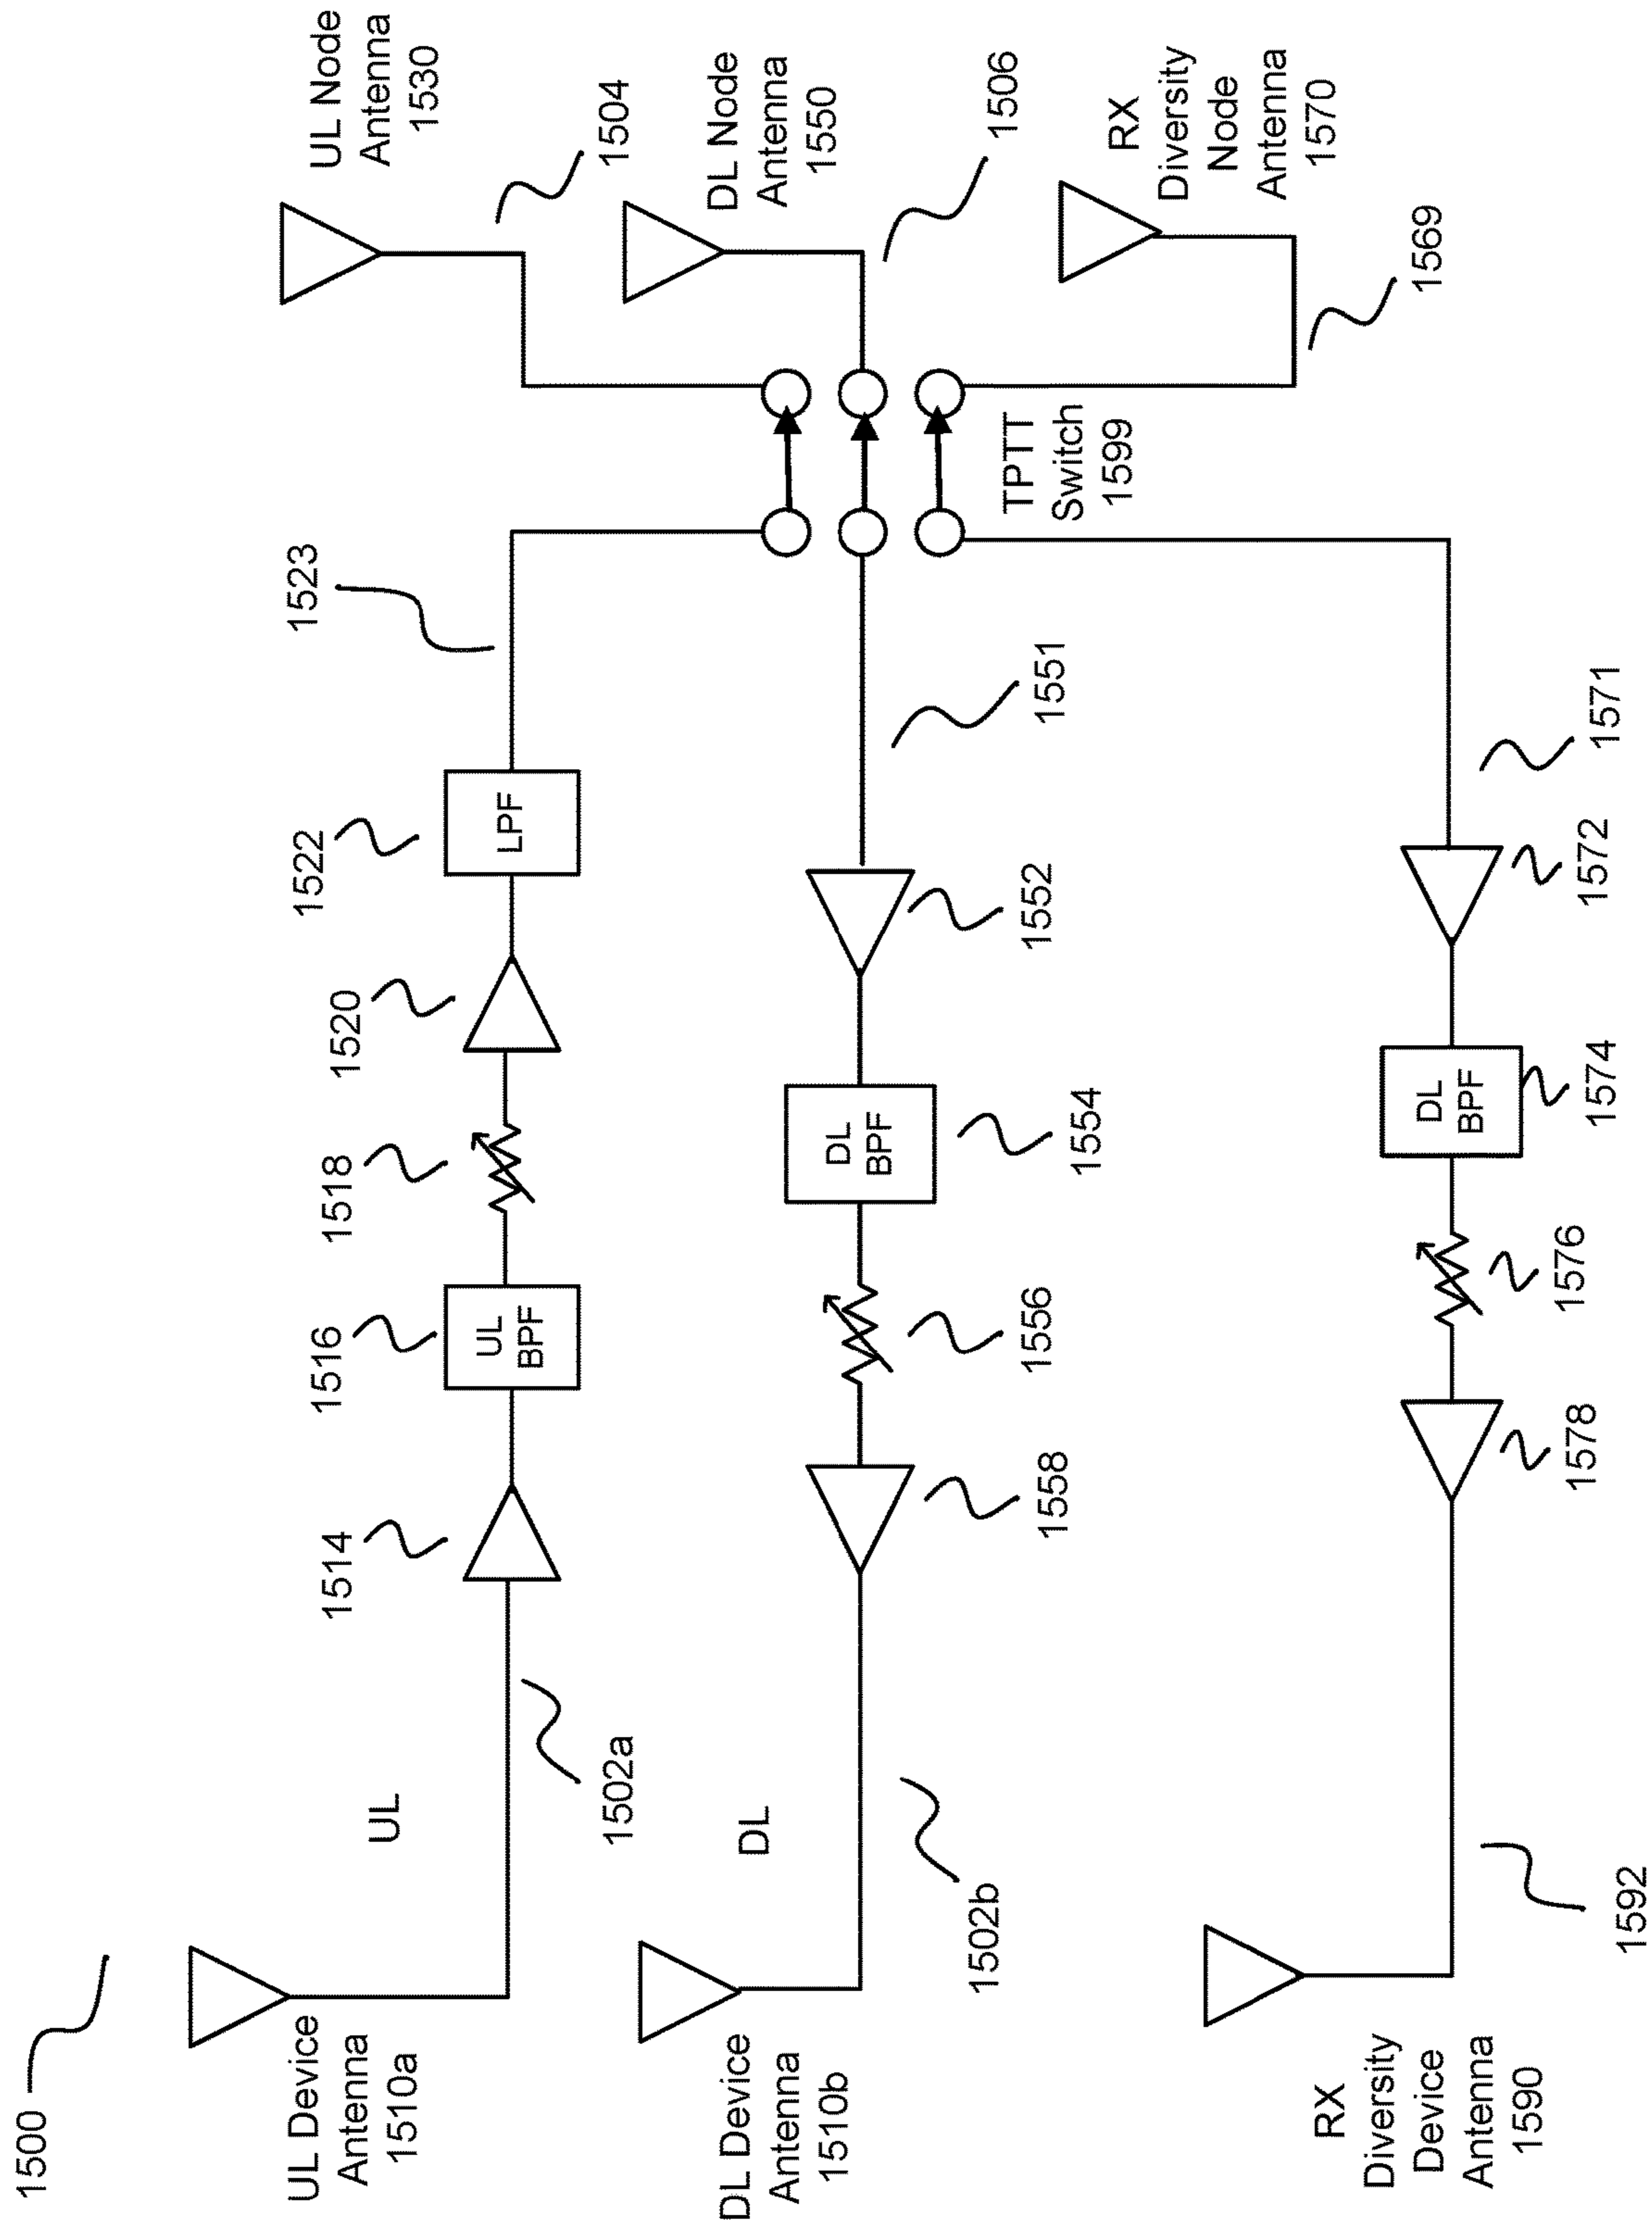 1500
UL Device
Antenna
1510a
UL
1502a
1514
1516
UL
BPF
1518
1520
1522
LPF
1523
UL Node
Antenna
1530
1504
DL Device
Antenna
1510b
DL
1502b
1558
1556
1554
DL
BPF
1552
1551
DL Node
Antenna
1550
1506
TPTT
Switch
1599
RX
Diversity
Node
Antenna
1570
1569
RX
Diversity
Device
Antenna
1590
1592
1578
1576
DL
BPF
1574
1572
1571